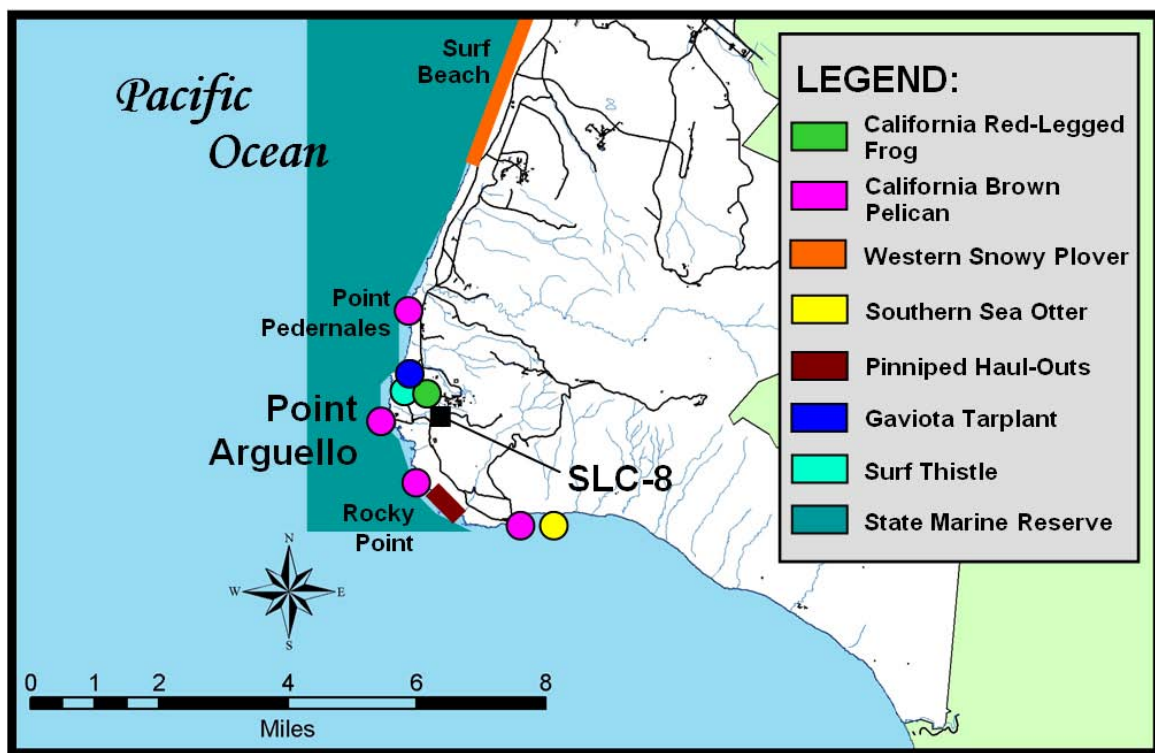 Pacific
Ocean
Surf
Beach
Point
Pedernales
Point
Arguello
SLC-8
Rocky
Point
N
W
E
S
0 1 2 4 6 8
Miles
LEGEND:
California Red-Legged
Frog
California Brown
Pelican
Western Snowy Plover
Southern Sea Otter
Pinniped Haul-Outs
Gaviota Tarplant
Surf Thistle
State Marine Reserve